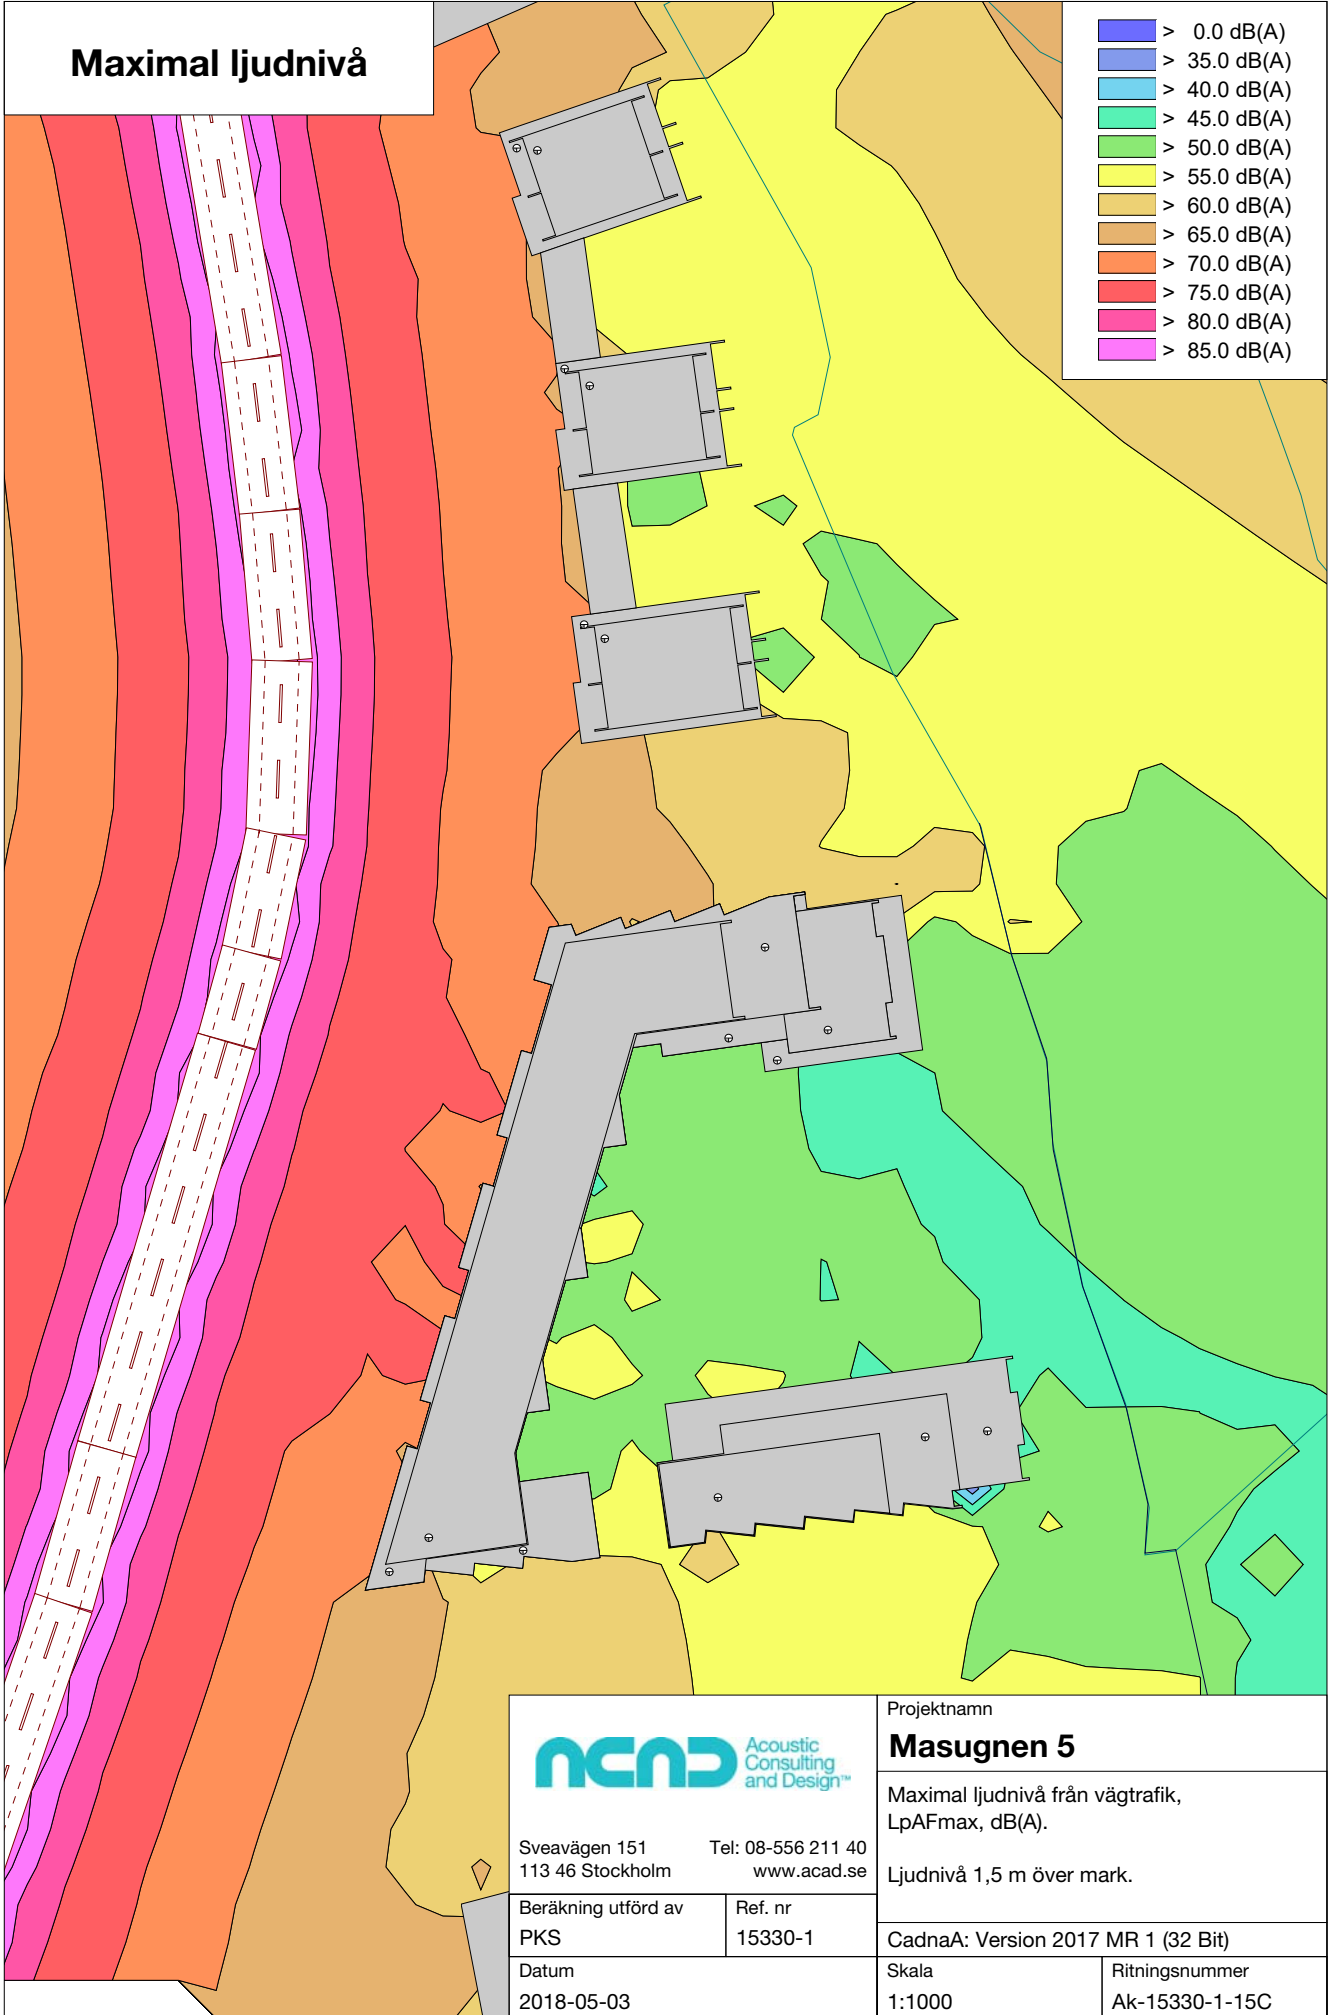 Maximal ljudnivå
> 0.0 dB(A)
> 35.0 dB(A)
> 40.0 dB(A)
> 45.0 dB(A)
> 50.0 dB(A)
> 55.0 dB(A)
> 60.0 dB(A)
> 65.0 dB(A)
> 70.0 dB(A)
> 75.0 dB(A)
> 80.0 dB(A)
> 85.0 dB(A)
ACAD
Acoustic
Consulting
and Design™
Sveavägen 151
113 46 Stockholm
Tel: 08-556 211 40
www.acad.se
Beräkning utförd av
PKS
Ref. nr
15330-1
Datum
2018-05-03
Projektnamn
Masugnen 5
Maximal ljudnivå från vägtrafik,
LpAFmax, dB(A).
Ljudnivå 1,5 m över mark.
CadnaA: Version 2017 MR 1 (32 Bit)
Skala
1:1000
Ritningsnummer
Ak-15330-1-15C